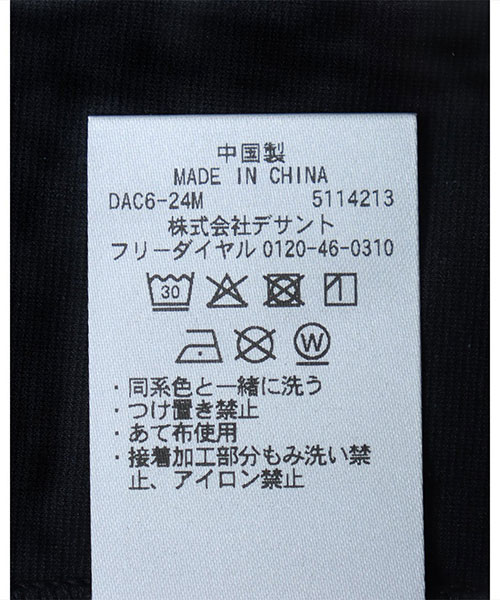 中国製
MADE IN CHINA
DAC6-24M 5114213
株式会社デサント
フリーダイヤル 0120-46-0310
30
W
・同系色と一緒に洗う
・つけ置き禁止
・あて布使用
・接着加工部分もみ洗い禁
止、アイロン禁止